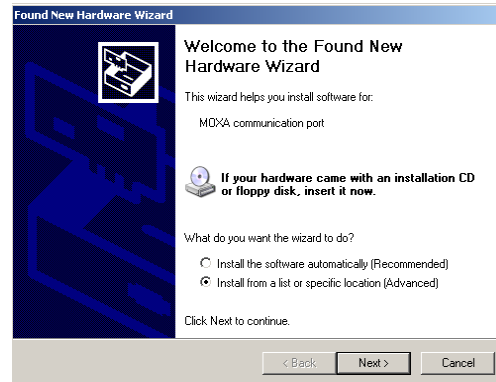 Found New Hardware Wizard
Welcome to the Found New
Hardware Wizard
This wizard helps you install software for:
MOXA communication port
If your hardware came with an installation CD
or floppy disk, insert it now.
What do you want the wizard to do?
Install the software automatically (Recommended)
Install from a list or specific location (Advanced)
Click Next to continue.
< Back
Next >
Cancel